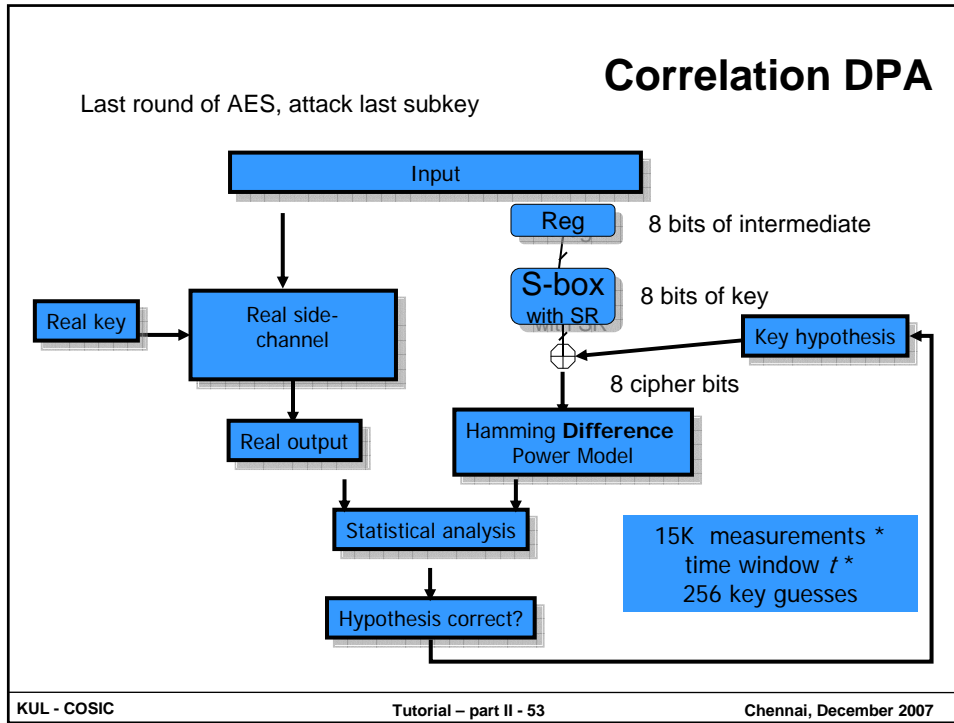 Correlation DPA
Last round of AES, attack last subkey
Input
Reg
8 bits of intermediate
S-box
with SR
8 bits of key
Real key
Real side-
channel
Key hypothesis
8 cipher bits
Real output
Hamming Difference
Power Model
Statistical analysis
15K measurements *
time window t *
256 key guesses
Hypothesis correct?
KUL - COSIC
Tutorial – part II - 53
Chennai, December 2007